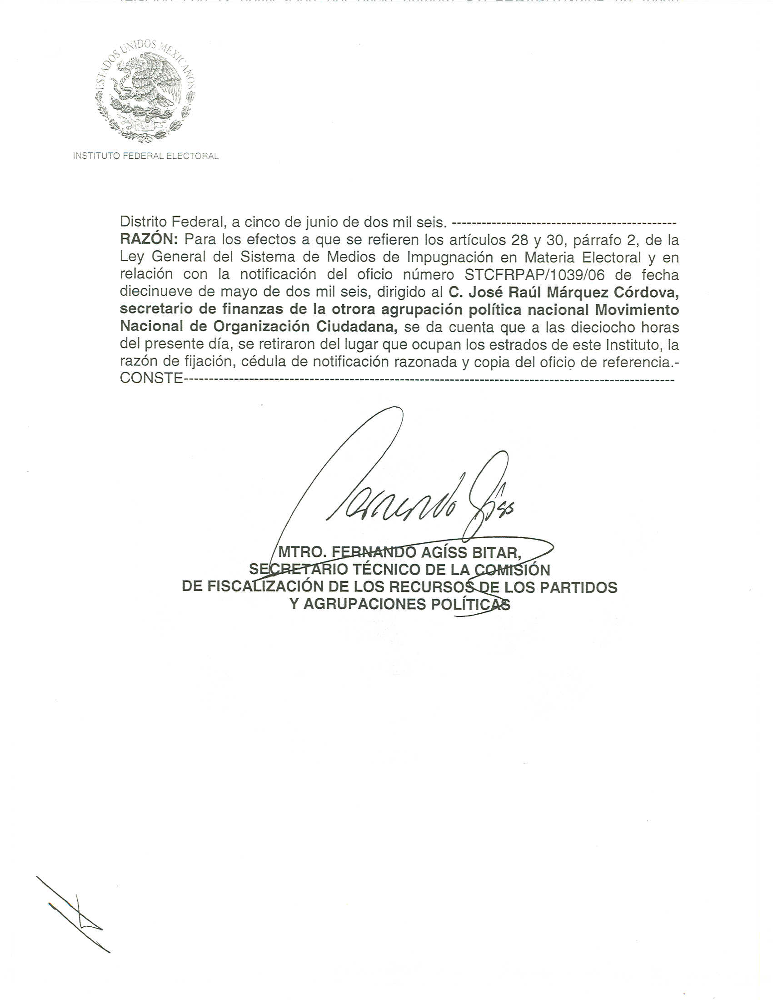 ESTADOS UNIDOS MEXICANOS
INSTITUTO FEDERAL ELECTORAL
Distrito Federal, a cinco de junio de dos mil seis. ---------------------------------------------
RAZÓN: Para los efectos a que se refieren los artículos 28 y 30, párrafo 2, de la
Ley General del Sistema de Medios de Impugnación en Materia Electoral y en
relación con la notificación del oficio número STCFRPAP/1039/06 de fecha
diecinueve de mayo de dos mil seis, dirigido al C. José Raúl Márquez Córdova,
secretario de finanzas de la otrora agrupación política nacional Movimiento
Nacional de Organización Ciudadana, se da cuenta que a las dieciocho horas
del presente día, se retiraron del lugar que ocupan los estrados de este Instituto, la
razón de fijación, cédula de notificación razonada y copia del oficio de referencia.-
CONSTE---------------------------------------------------------------------------------------------------
Fernando Agíss
MTRO. FERNANDO AGÍSS BITAR,
SECRETARIO TÉCNICO DE LA COMISIÓN
DE FISCALIZACIÓN DE LOS RECURSOS DE LOS PARTIDOS
Y AGRUPACIONES POLÍTICAS